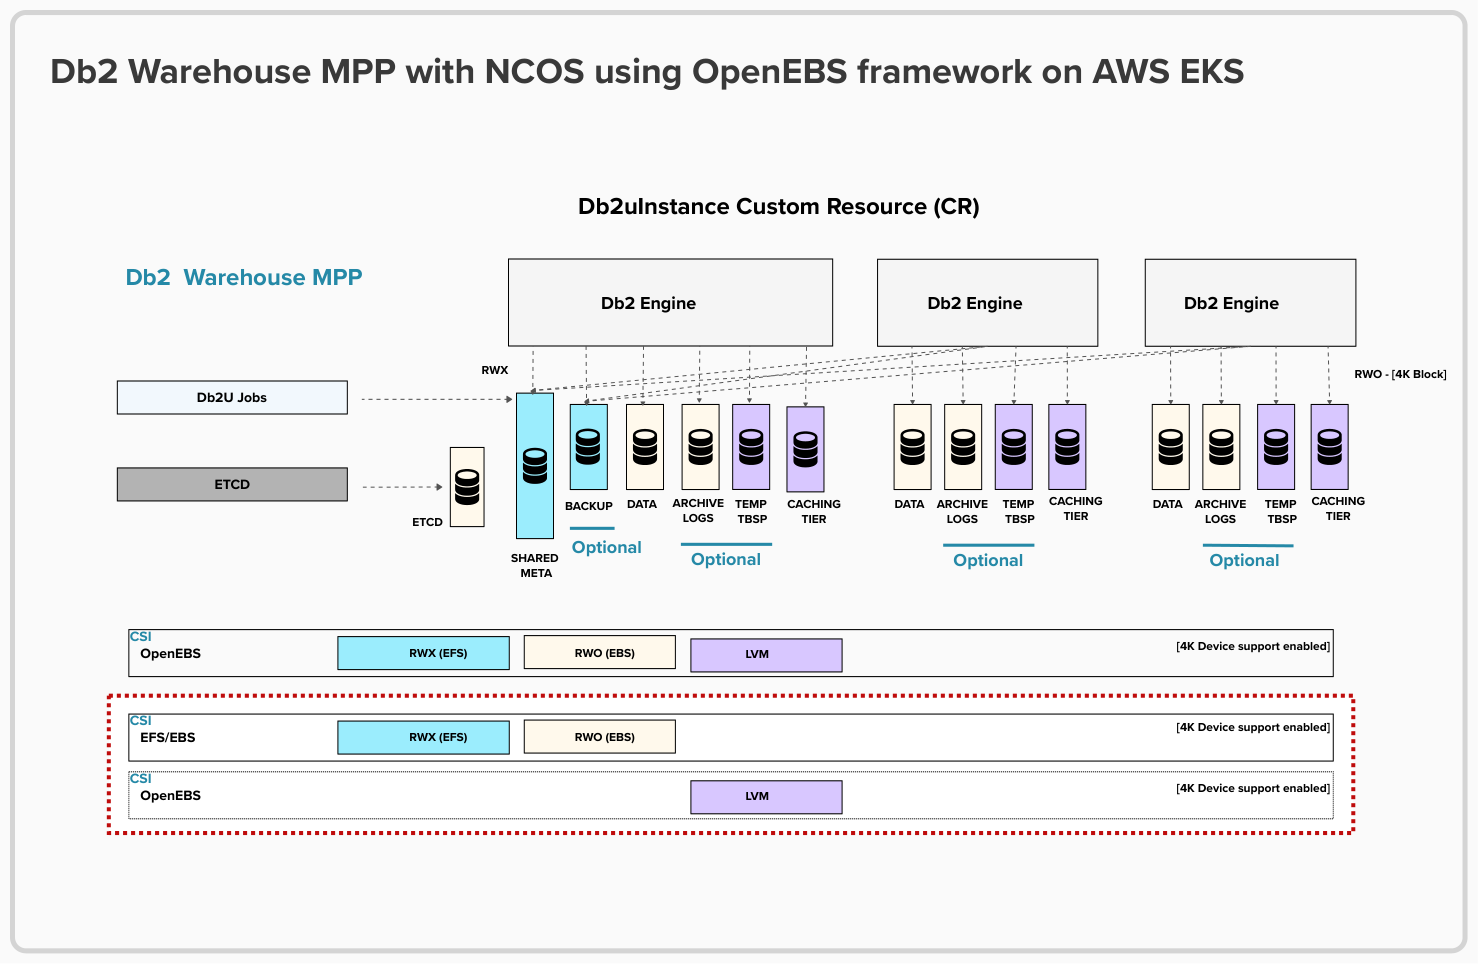 Db2 Warehouse MPP with NCOS using OpenEBS framework on AWS EKS
Db2uInstance Custom Resource (CR)
Db2 Warehouse MPP
Db2 Engine
Db2 Engine
Db2 Engine
RWX
RWO - [4K Block]
Db2U Jobs
ETCD
ETCD
SHARED
META
BACKUP
Optional
DATA
ARCHIVE
LOGS
TEMP
TBSP
Optional
CACHING
TIER
DATA
ARCHIVE
LOGS
TEMP
TBSP
Optional
CACHING
TIER
DATA
ARCHIVE
LOGS
TEMP
TBSP
Optional
CACHING
TIER
CSI
OpenEBS
RWX (EFS)
RWO (EBS)
LVM
[4K Device support enabled]
CSI
EFS/EBS
RWX (EFS)
RWO (EBS)
[4K Device support enabled]
CSI
OpenEBS
LVM
[4K Device support enabled]